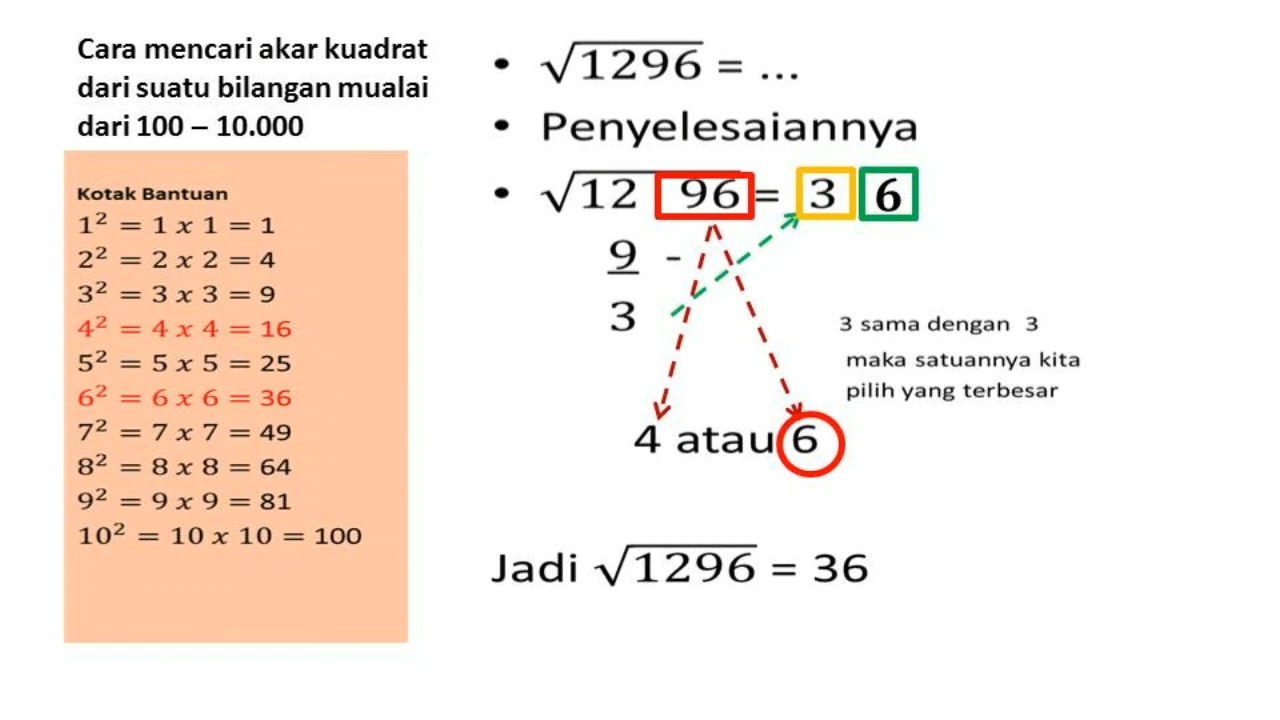 Cara mencari akar kuadrat
dari suatu bilangan mualai
dari 100 – 10.000
Kotak Bantuan
1² = 1 x 1 = 1
2² = 2 x 2 = 4
3² = 3 x 3 = 9
4² = 4 x 4 = 16
5² = 5 x 5 = 25
6² = 6 x 6 = 36
7² = 7 x 7 = 49
8² = 8 x 8 = 64
9² = 9 x 9 = 81
10² = 10 x 10 = 100
• √1296 = ...
• Penyelesaiannya
• √12 96 = 3 6
9 -
3
3 sama dengan 3
maka satuannya kita
pilih yang terbesar
4 atau 6
Jadi √1296 = 36